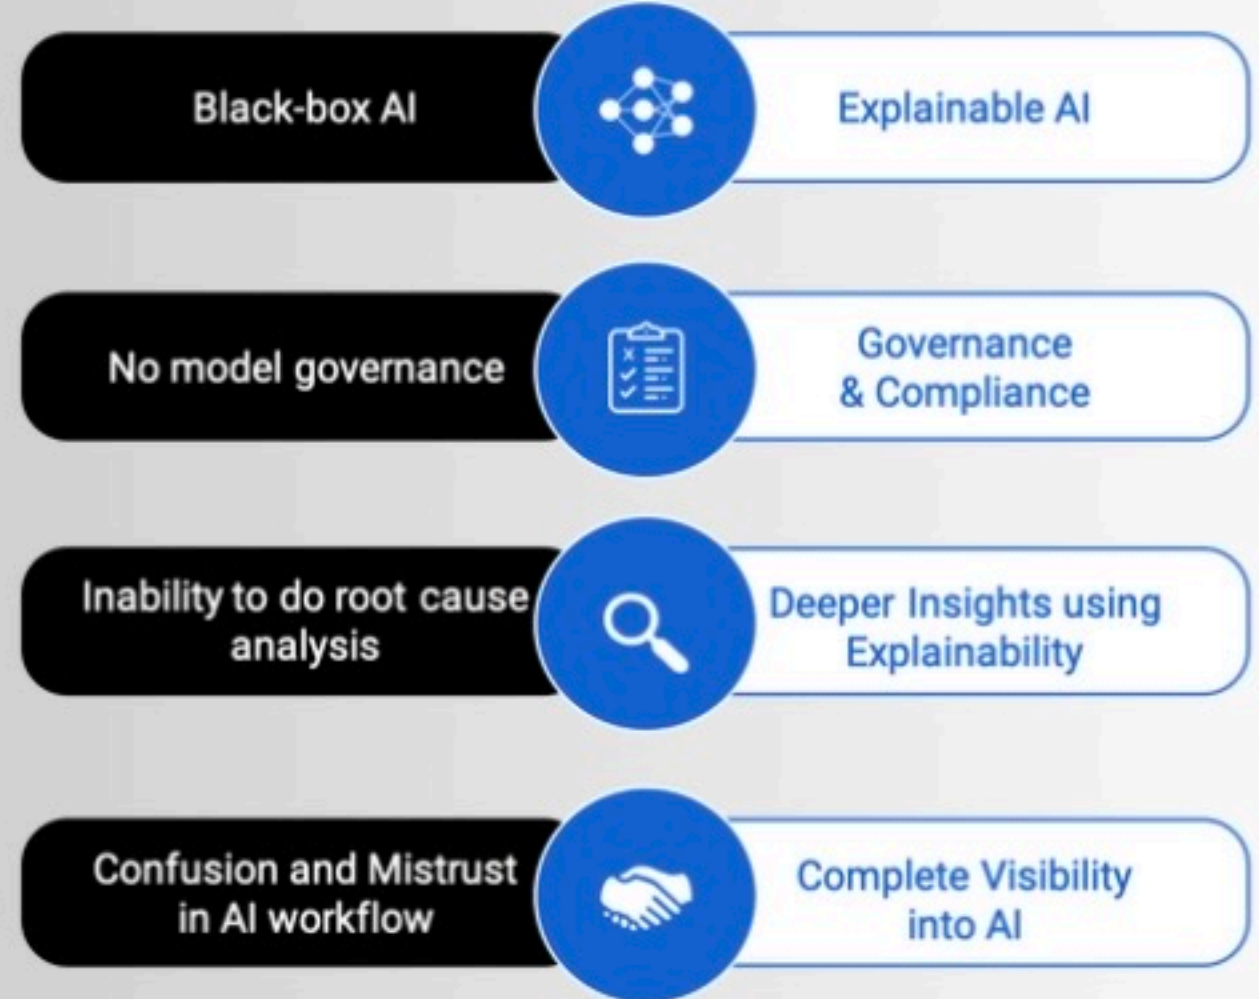 Black-box AI
Explainable AI
No model governance
Governance
& Compliance
Inability to do root cause
analysis
Deeper Insights using
Explainability
Confusion and Mistrust
in AI workflow
Complete Visibility
into AI